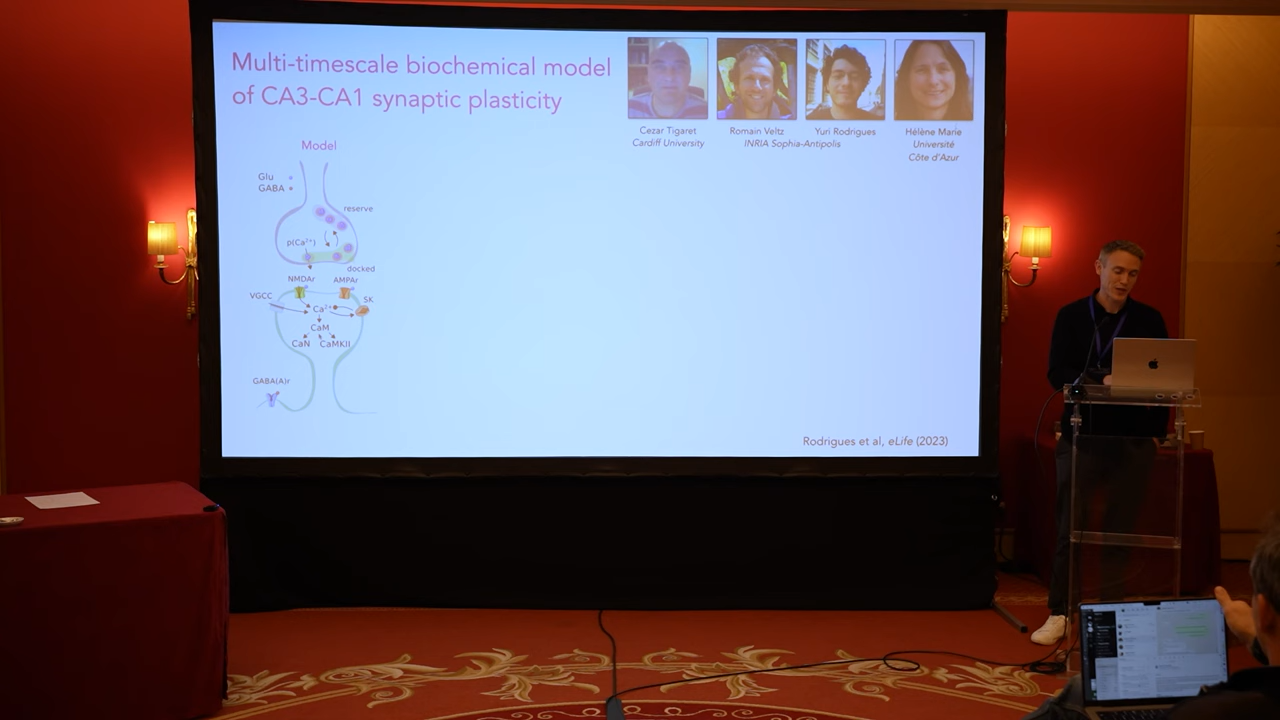 Multi-timescale biochemical model
of CA3-CA1 synaptic plasticity
Cezar Tigaret
Cardiff University
Romain Veltz
Yuri Rodrigues
INRIA Sophia-Antipolis
Hélène Marie
Université
Côte d'Azur
Model
Glu
GABA
reserve
p(Ca²⁺)
docked
NMDAr
AMPAr
VGCC
SK
Ca²⁺
CaM
CaN
CaMKII
GABA(A)r
Rodrigues et al, eLife (2023)